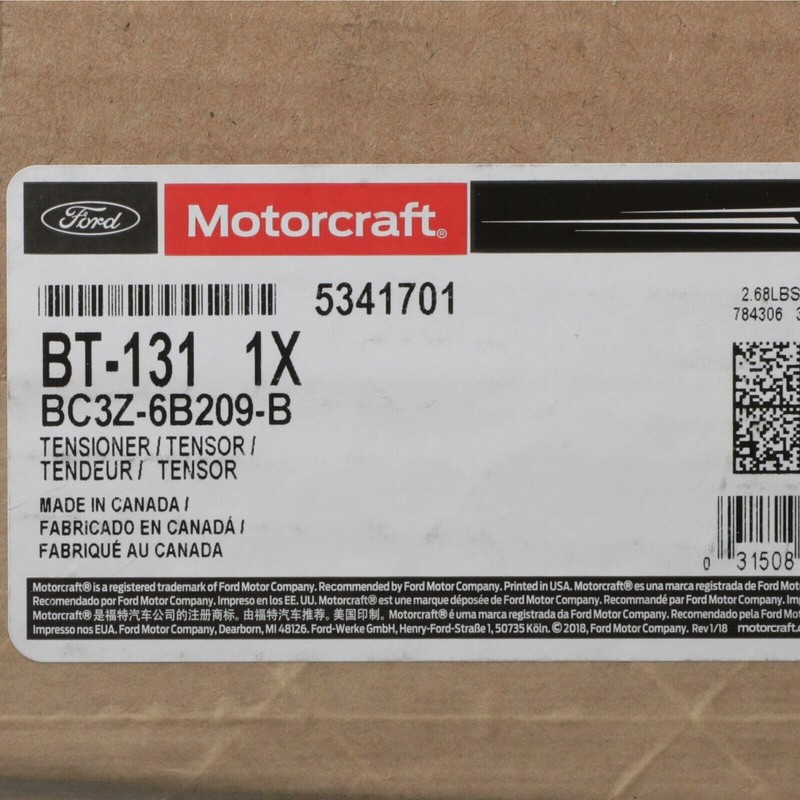 Ford
Motorcraft®
5341701
2.68LBS
784306
BT-131 1X
BC3Z-6B209-B
TENSIONER / TENSOR /
TENDEUR / TENSOR
MADE IN CANADA /
FABRICADO EN CANADÁ /
FABRIQUÉ AU CANADA
0 31508
Motorcraft® is a registered trademark of Ford Motor Company. Recommended by Ford Motor Company. Printed in USA. Motorcraft® es una marca registrada de Ford
Recomendado por Ford Motor Company. Impreso en los EE. UU. Motorcraft® est une marque déposée de Ford Motor Company. Recommandé par Ford Motor Company.
Motorcraft® 是福特汽车公司的注册商标。由福特汽车推荐。美国印制。 Motorcraft® é uma marca registrada da Ford Motor Company. Recomendado pela Ford
Impresso nos EUA. Ford Motor Company, Dearborn, MI 48126. Ford-Werke GmbH, Henry-Ford-Straße 1, 50735 Köln. © 2018, Ford Motor Company. Rev 1/18 motorcraft.